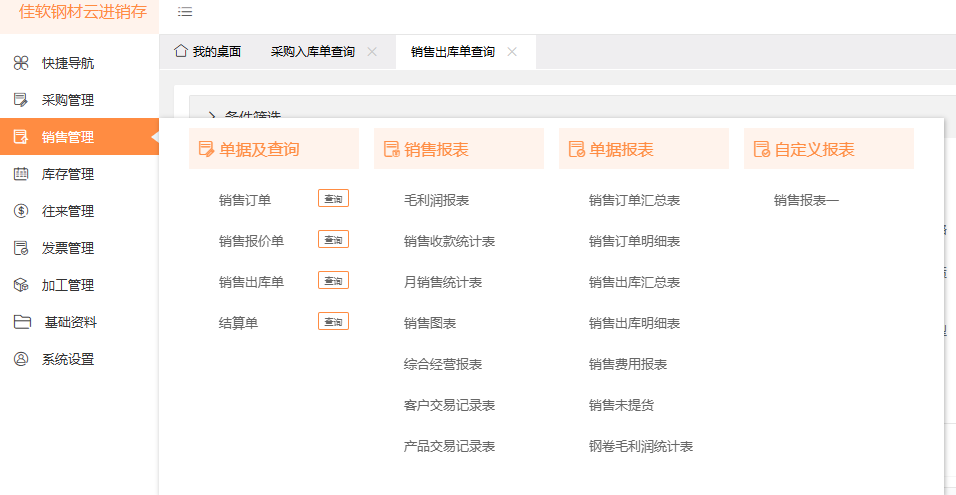 佳软钢材云进销存
我的桌面 采购入库单查询 销售出库单查询
快捷导航
采购管理
销售管理
库存管理
往来管理
发票管理
加工管理
基础资料
系统设置
条件筛选
单据及查询
销售订单 查询
销售报价单 查询
销售出库单 查询
结算单 查询
销售报表
毛利润报表
销售收款统计表
月销售统计表
销售图表
综合经营报表
客户交易记录表
产品交易记录表
单据报表
销售订单汇总表
销售订单明细表
销售出库汇总表
销售出库明细表
销售费用报表
销售未提货
钢卷毛利润统计表
自定义报表
销售报表一